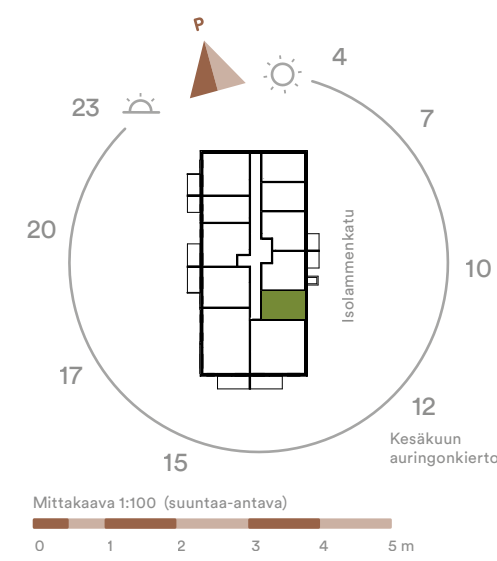 P
4
7
10
12
15
17
20
23
Isolammenkatu
Kesäkuun
auringonkierto
Mittakaava 1:100 (suuntaa-antava)
0 1 2 3 4 5 m